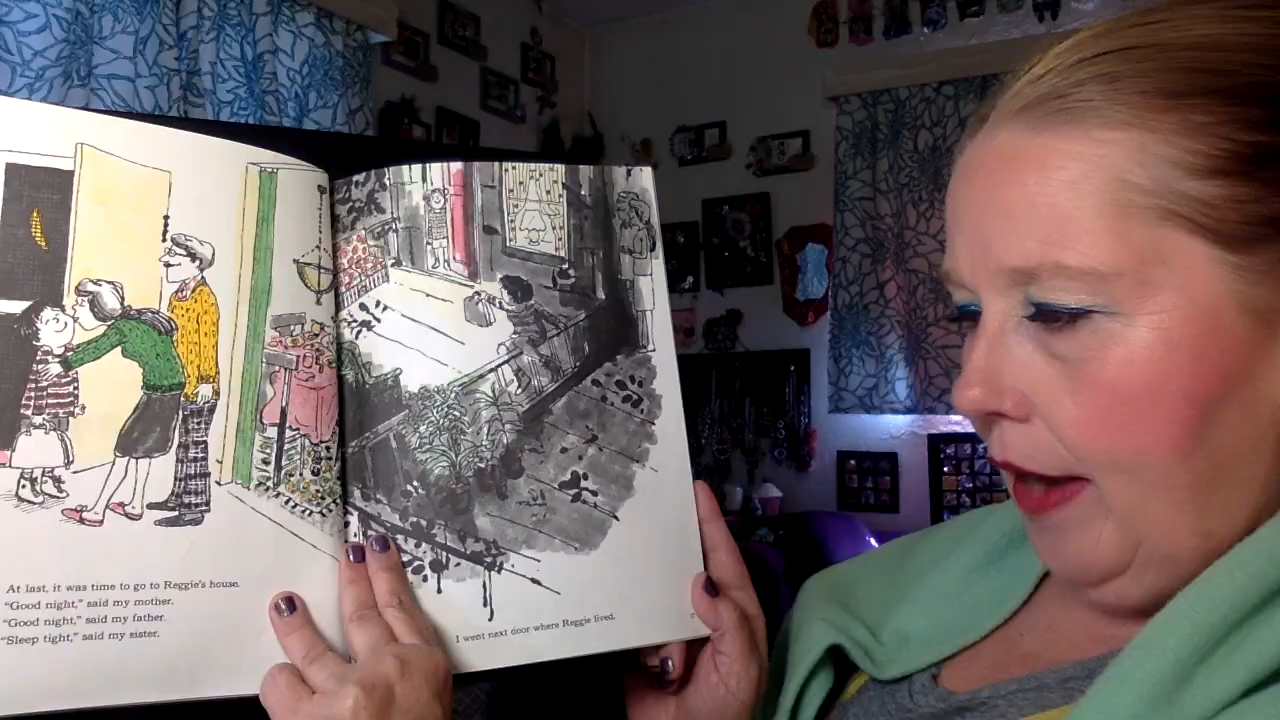 At last, it was time to go to Reggie's house.
"Good night," said my mother.
"Good night," said my father.
"Sleep tight," said my sister.
I went next door where Reggie lived.